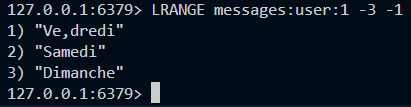 127.0.0.1:6379> LRANGE messages:user:1 -3 -1
1) "Ve,dredi"
2) "Samedi"
3) "Dimanche"
127.0.0.1:6379>